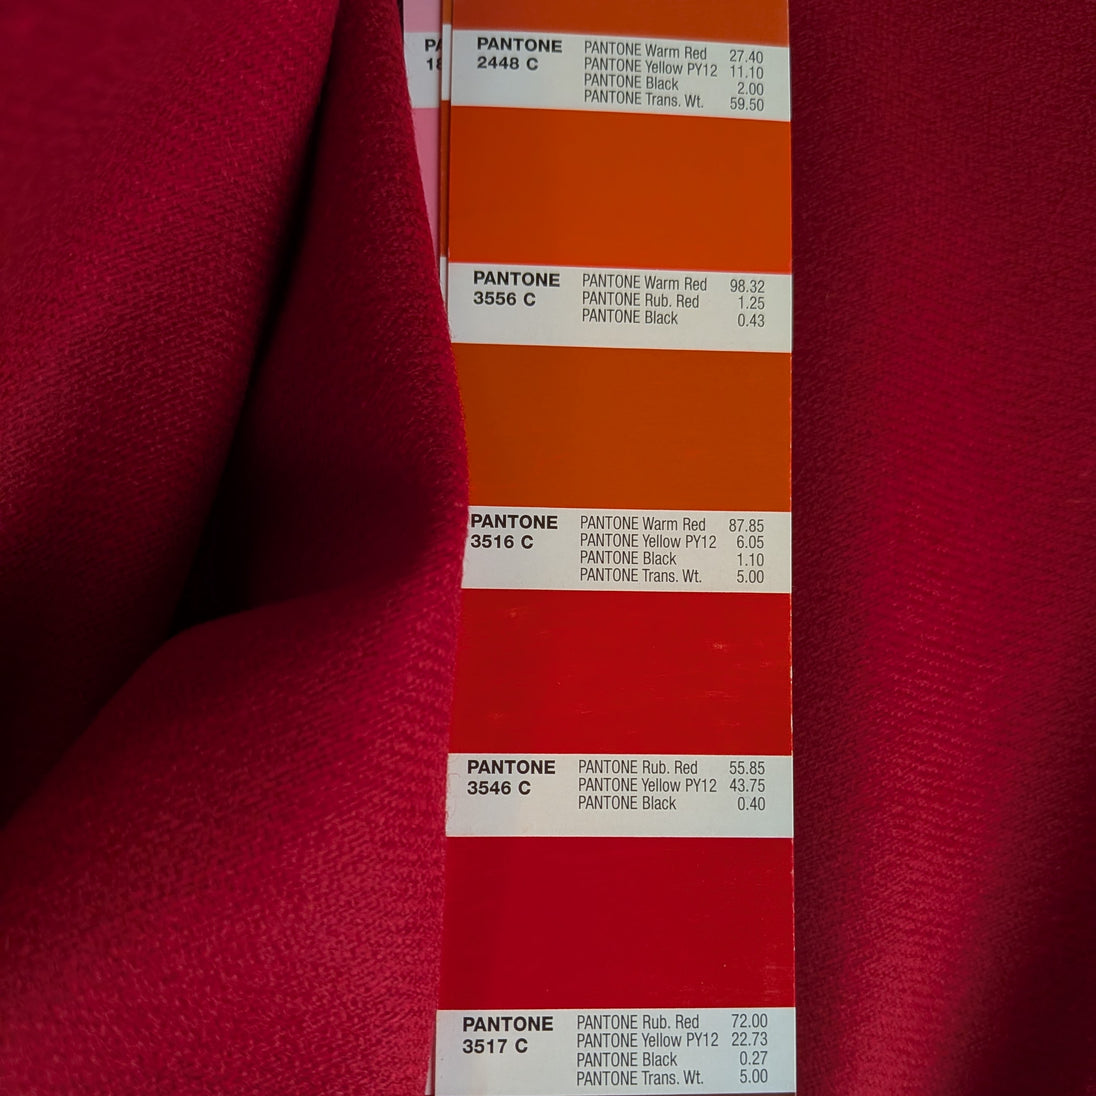 PANTONE
2448 C
PANTONE Warm Red 27.40
PANTONE Yellow PY12 11.10
PANTONE Black 2.00
PANTONE Trans. Wt. 59.50
PANTONE
3556 C
PANTONE Warm Red 98.32
PANTONE Rub. Red 1.25
PANTONE Black 0.43
PANTONE
3516 C
PANTONE Warm Red 87.85
PANTONE Yellow PY12 6.05
PANTONE Black 1.10
PANTONE Trans. Wt. 5.00
PANTONE
3546 C
PANTONE Rub. Red 55.85
PANTONE Yellow PY12 43.75
PANTONE Black 0.40
PANTONE
3517 C
PANTONE Rub. Red 72.00
PANTONE Yellow PY12 22.73
PANTONE Black 0.27
PANTONE Trans. Wt. 5.00